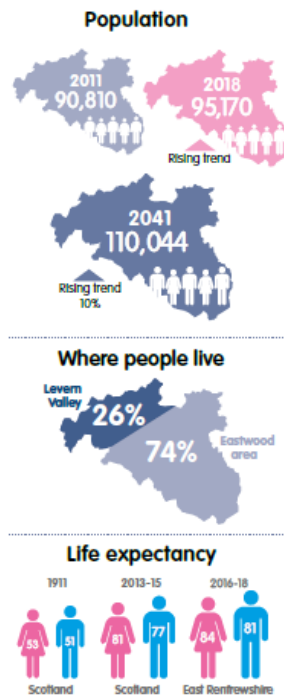 Population
2011
90,810
2018
95,170
Rising trend
2041
110,044
Rising trend
10%
Where people live
Levern
Valley
26%
74%
Eastwood
area
Life expectancy
1911
2013-15
2016-18
53
51
81
77
84
81
Scotland
Scotland
East Renfrewshire